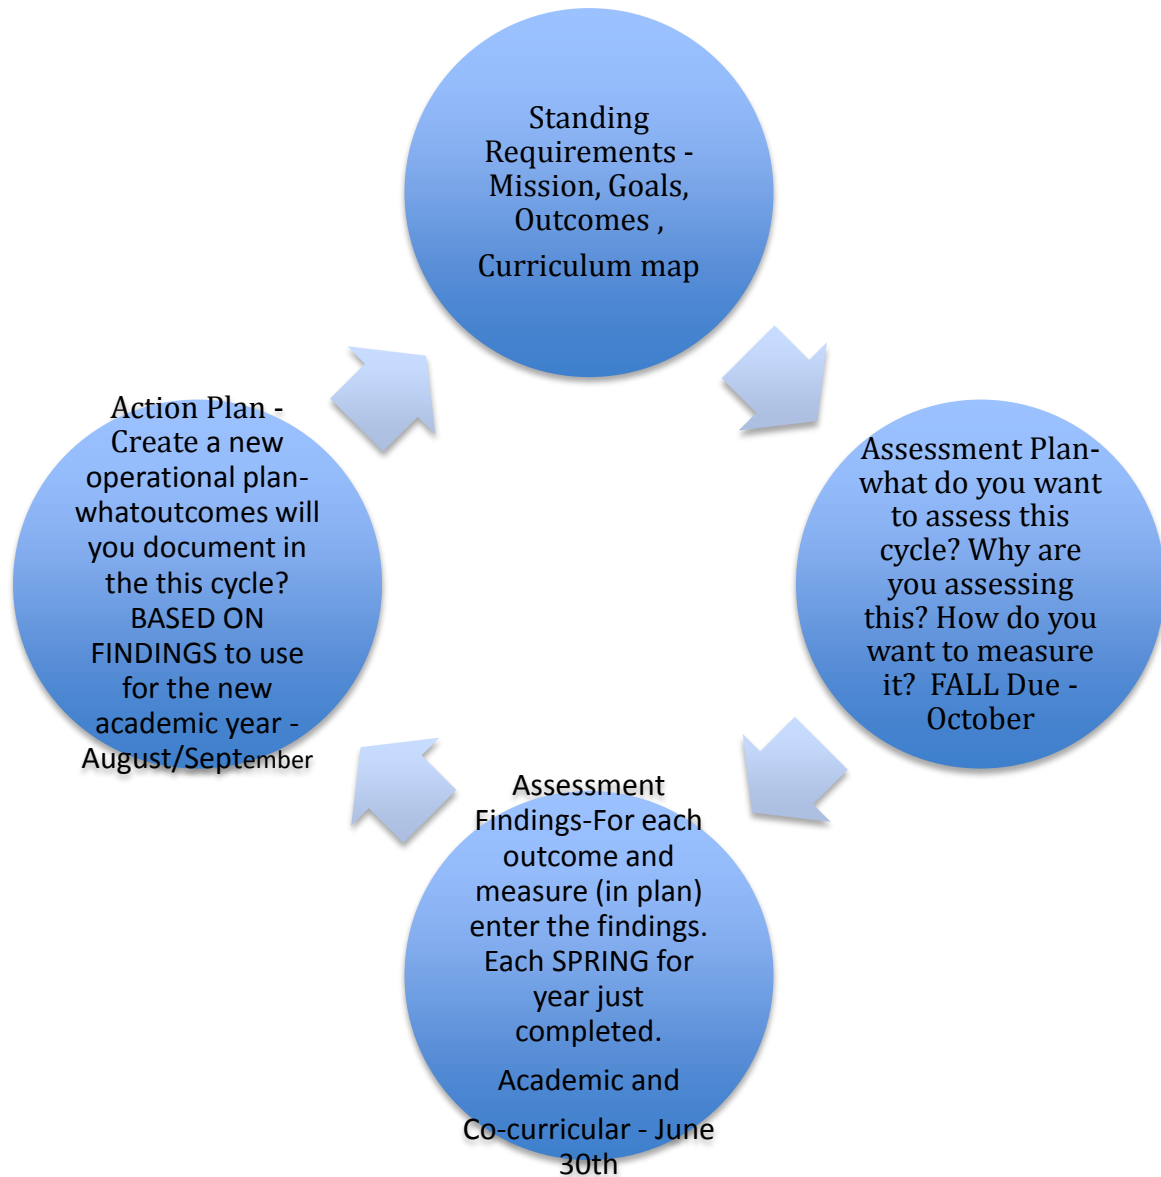 Standing
Requirements -
Mission, Goals,
Outcomes ,
Curriculum map
Assessment Plan-
what do you want
to assess this
cycle? Why are
you assessing
this? How do you
want to measure
it?  FALL Due -
October
Assessment
Findings-For each
outcome and
measure (in plan)
enter the findings.
Each SPRING for
year just
completed.
Academic and
Co-curricular - June
30th
Action Plan -
Create a new
operational plan-
whatoutcomes will
you document in
the this cycle?
BASED ON
FINDINGS to use
for the new
academic year -
August/September